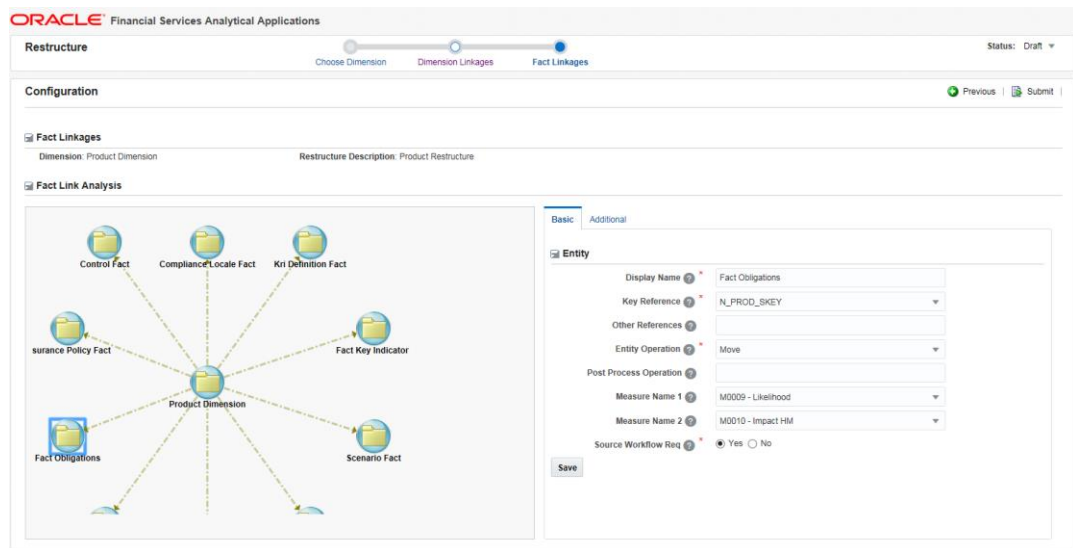 ORACLE® Financial Services Analytical Applications
Restructure
Choose Dimension Dimension Linkages Fact Linkages
Status: Draft
Configuration
Previous | Submit |
Fact Linkages
Dimension: Product Dimension Restructure Description: Product Restructure
Fact Link Analysis
Control Fact Compliance Locale Fact Kri Definition Fact
surance Policy Fact Fact Key Indicator
Product Dimension
Fact Obligations Scenario Fact
Basic Additional
Entity
Display Name ? * Fact Obligations
Key Reference ? * N_PROD_SKEY
Other References ?
Entity Operation ? * Move
Post Process Operation ?
Measure Name 1 ? M0009 - Likelihood
Measure Name 2 ? M0010 - Impact HM
Source Workflow Req ? * Yes No
Save